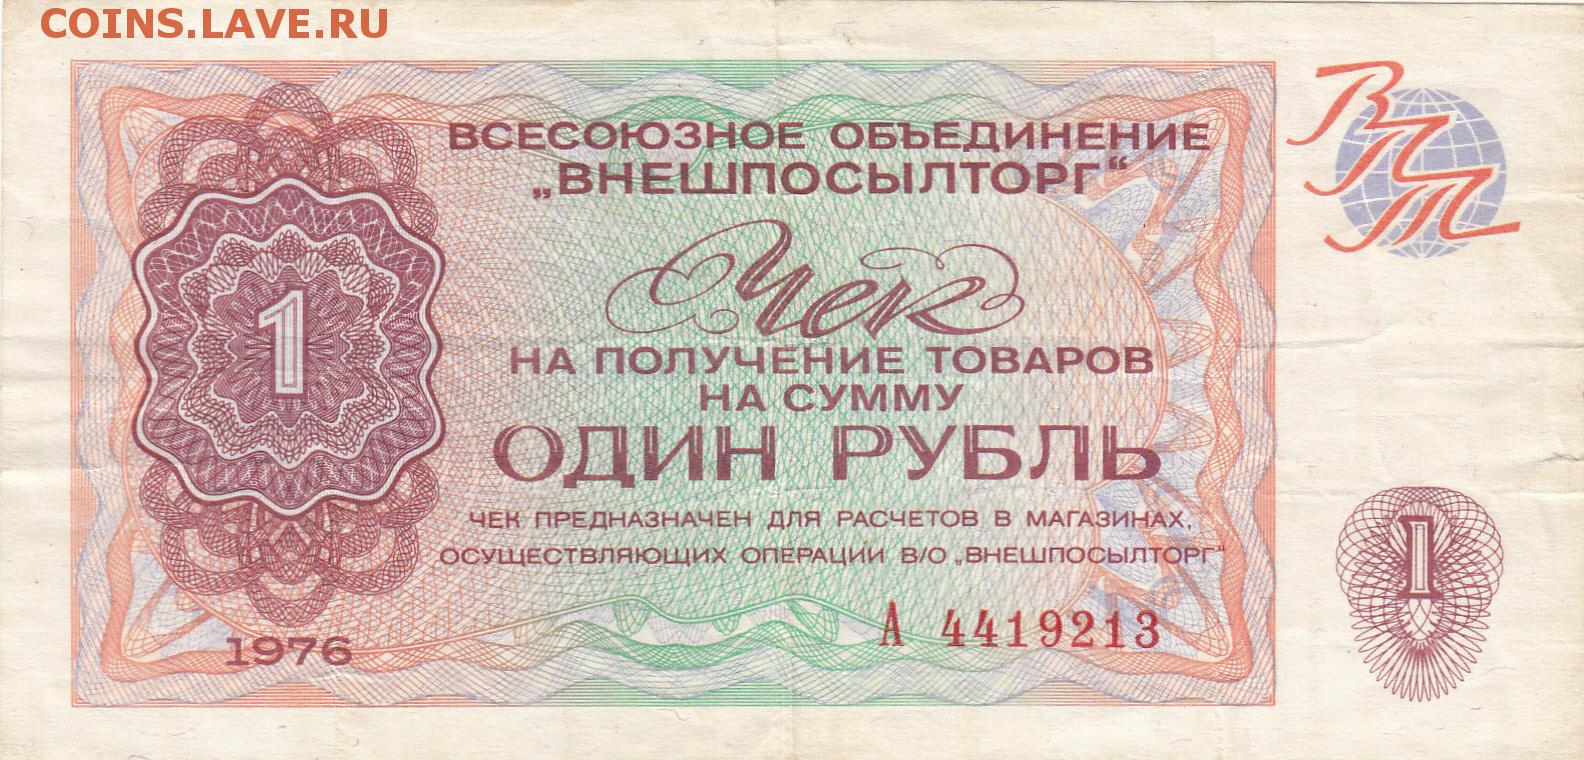 COINS.LAVE.RU
ВСЕСОЮЗНОЕ ОБЪЕДИНЕНИЕ
„ВНЕШПОСЫЛТОРГ“
ВПТ
Чек
НА ПОЛУЧЕНИЕ ТОВАРОВ
НА СУММУ
1
ОДИН РУБЛЬ
ЧЕК ПРЕДНАЗНАЧЕН ДЛЯ РАСЧЕТОВ В МАГАЗИНАХ,
ОСУЩЕСТВЛЯЮЩИХ ОПЕРАЦИИ В/О „ВНЕШПОСЫЛТОРГ“
1
А 4419213
1976